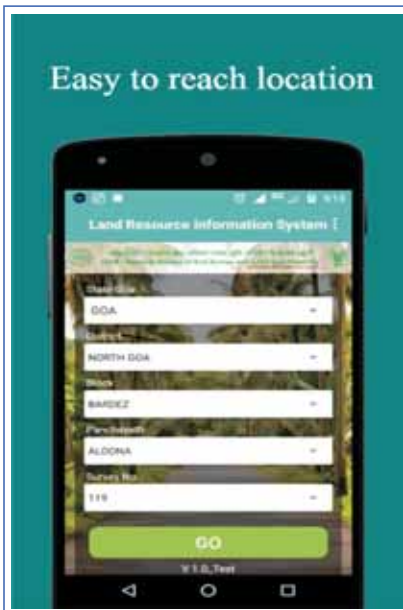 Easy to reach location
Land Resource Information System
GOA
District
NORTH GOA
Block
BARDEZ
Panchayath
ALDONA
Survey No
119
GO
V 1.0_Test